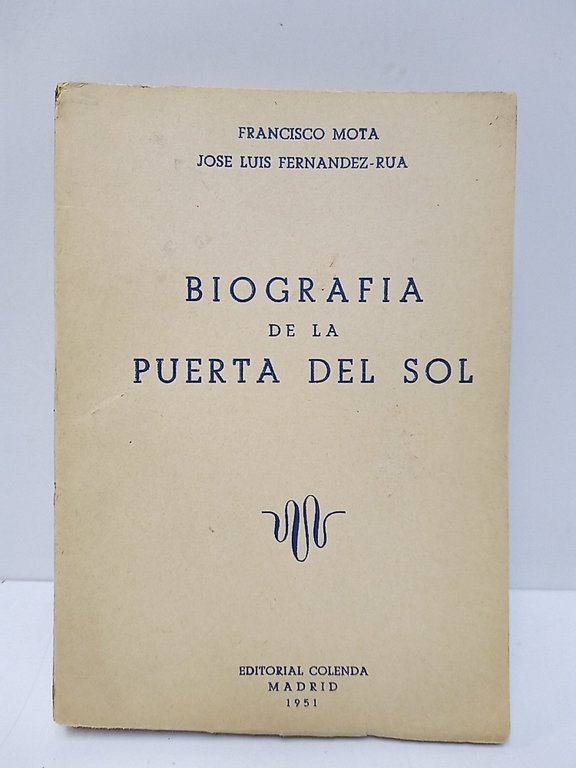 FRANCISCO MOTA
JOSE LUIS FERNANDEZ-RUA
BIOGRAFIA
DE LA
PUERTA DEL SOL
EDITORIAL COLENDA
MADRID
1951